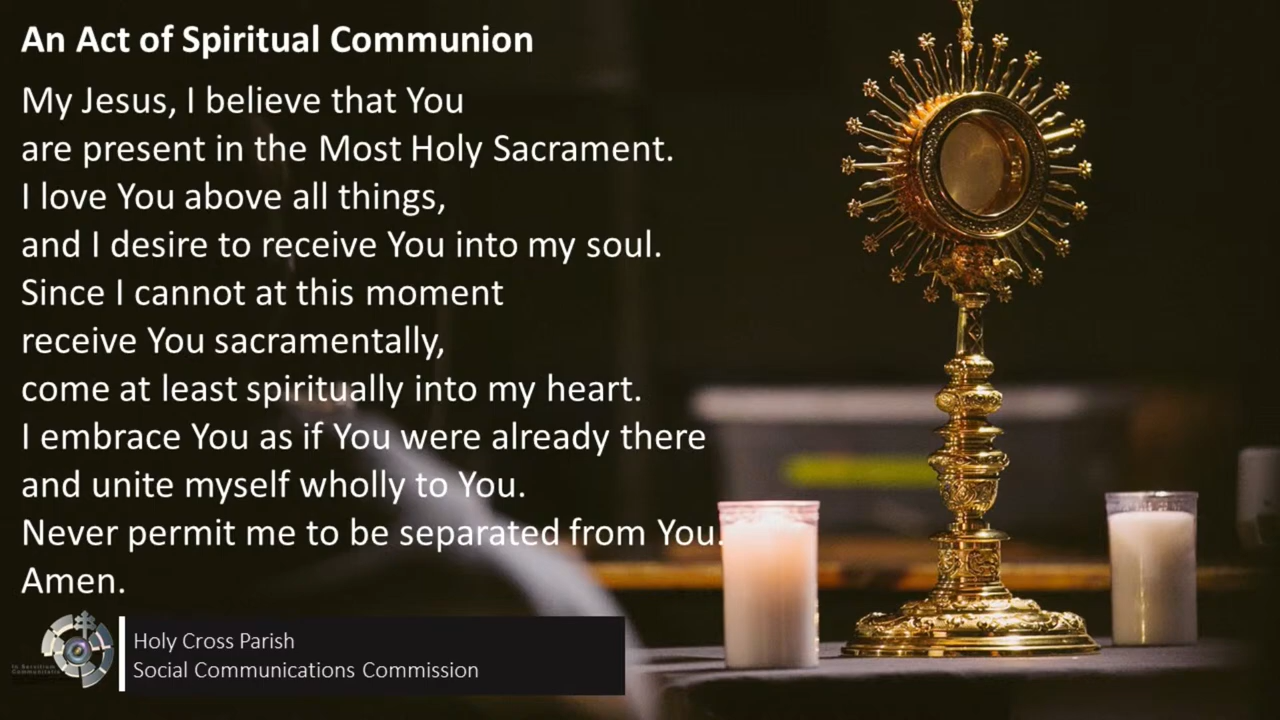 An Act of Spiritual Communion
My Jesus, I believe that You
are present in the Most Holy Sacrament.
I love You above all things,
and I desire to receive You into my soul.
Since I cannot at this moment
receive You sacramentally,
come at least spiritually into my heart.
I embrace You as if You were already there
and unite myself wholly to You.
Never permit me to be separated from You.
Amen.
Holy Cross Parish
Social Communications Commission